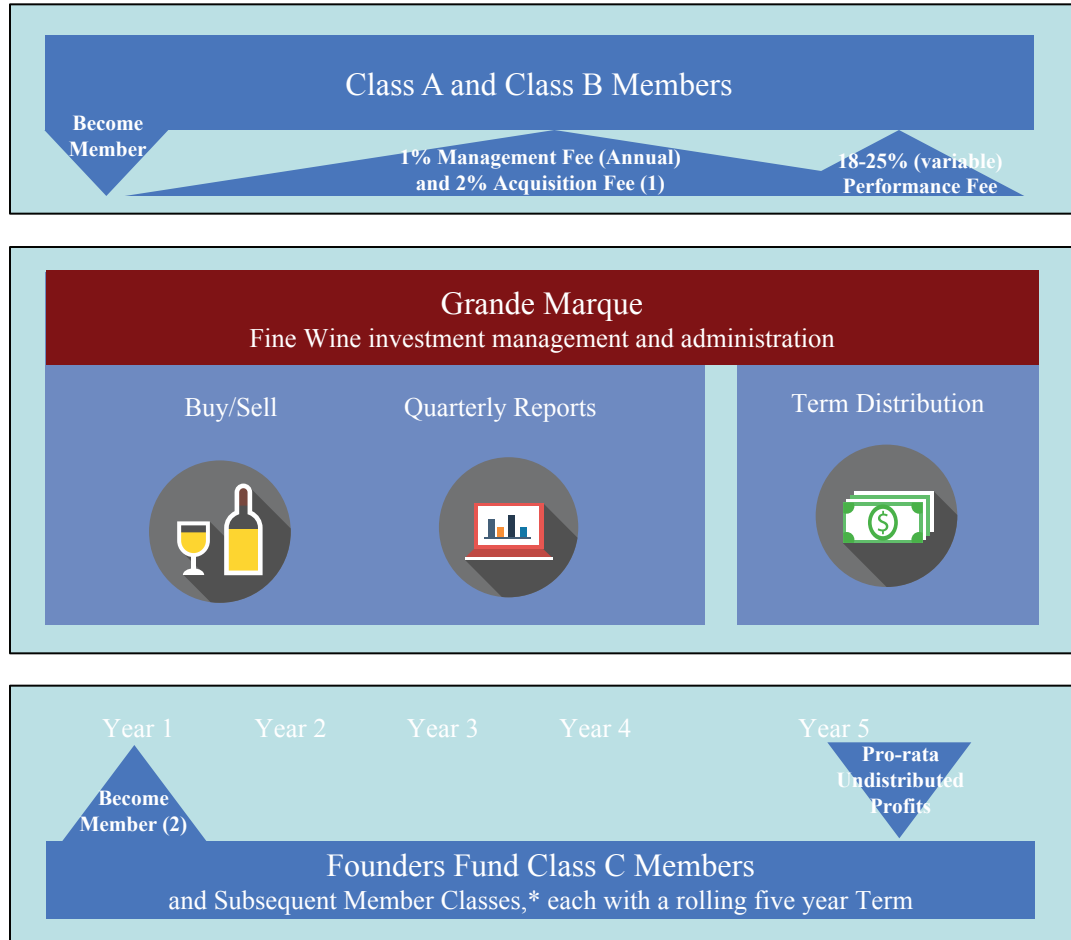 Class A and Class B Members
Become
Member
1% Management Fee (Annual)
and 2% Acquisition Fee (1)
18-25% (variable)
Performance Fee
Grande Marque
Fine Wine investment management and administration
Buy/Sell
Quarterly Reports
Term Distribution
$
Year 1
Year 2
Year 3
Year 4
Year 5
Become
Member (2)
Pro-rata
Undistributed
Profits
Founders Fund Class C Members
and Subsequent Member Classes,* each with a rolling five year Term